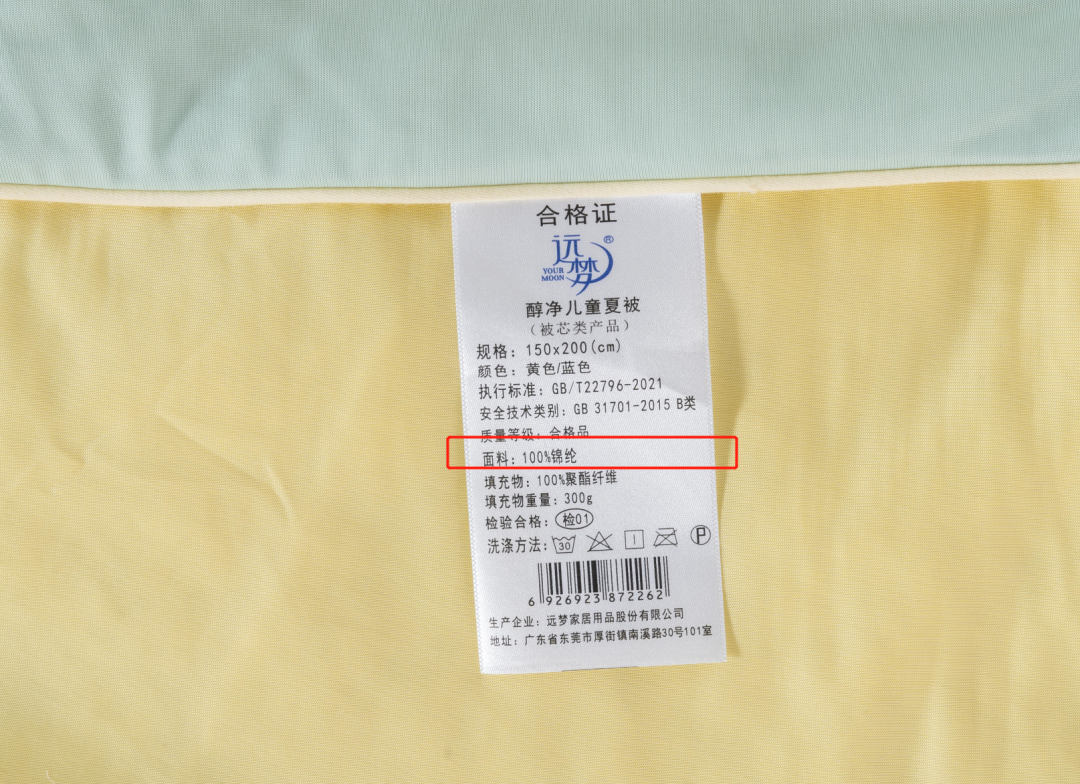 合格证
远梦®
YOUR
MOON
醇净儿童夏被
(被芯类产品)
规格：150x200(cm)
颜色：黄色/蓝色
执行标准：GB/T22796-2021
安全技术类别：GB 31701-2015 B类
质量等级：合格品
面料：100%锦纶
填充物：100%聚酯纤维
填充物重量：300g
检验合格：检01
洗涤方法：30 P
6 926923 872262
生产企业：远梦家居用品股份有限公司
地址：广东省东莞市厚街镇南溪路30号101室